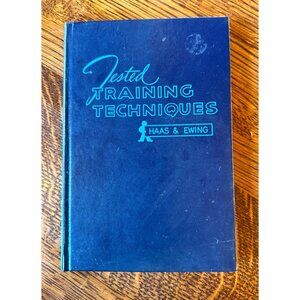 Tested
TRAINING
TECHNIQUES
HAAS & EWING